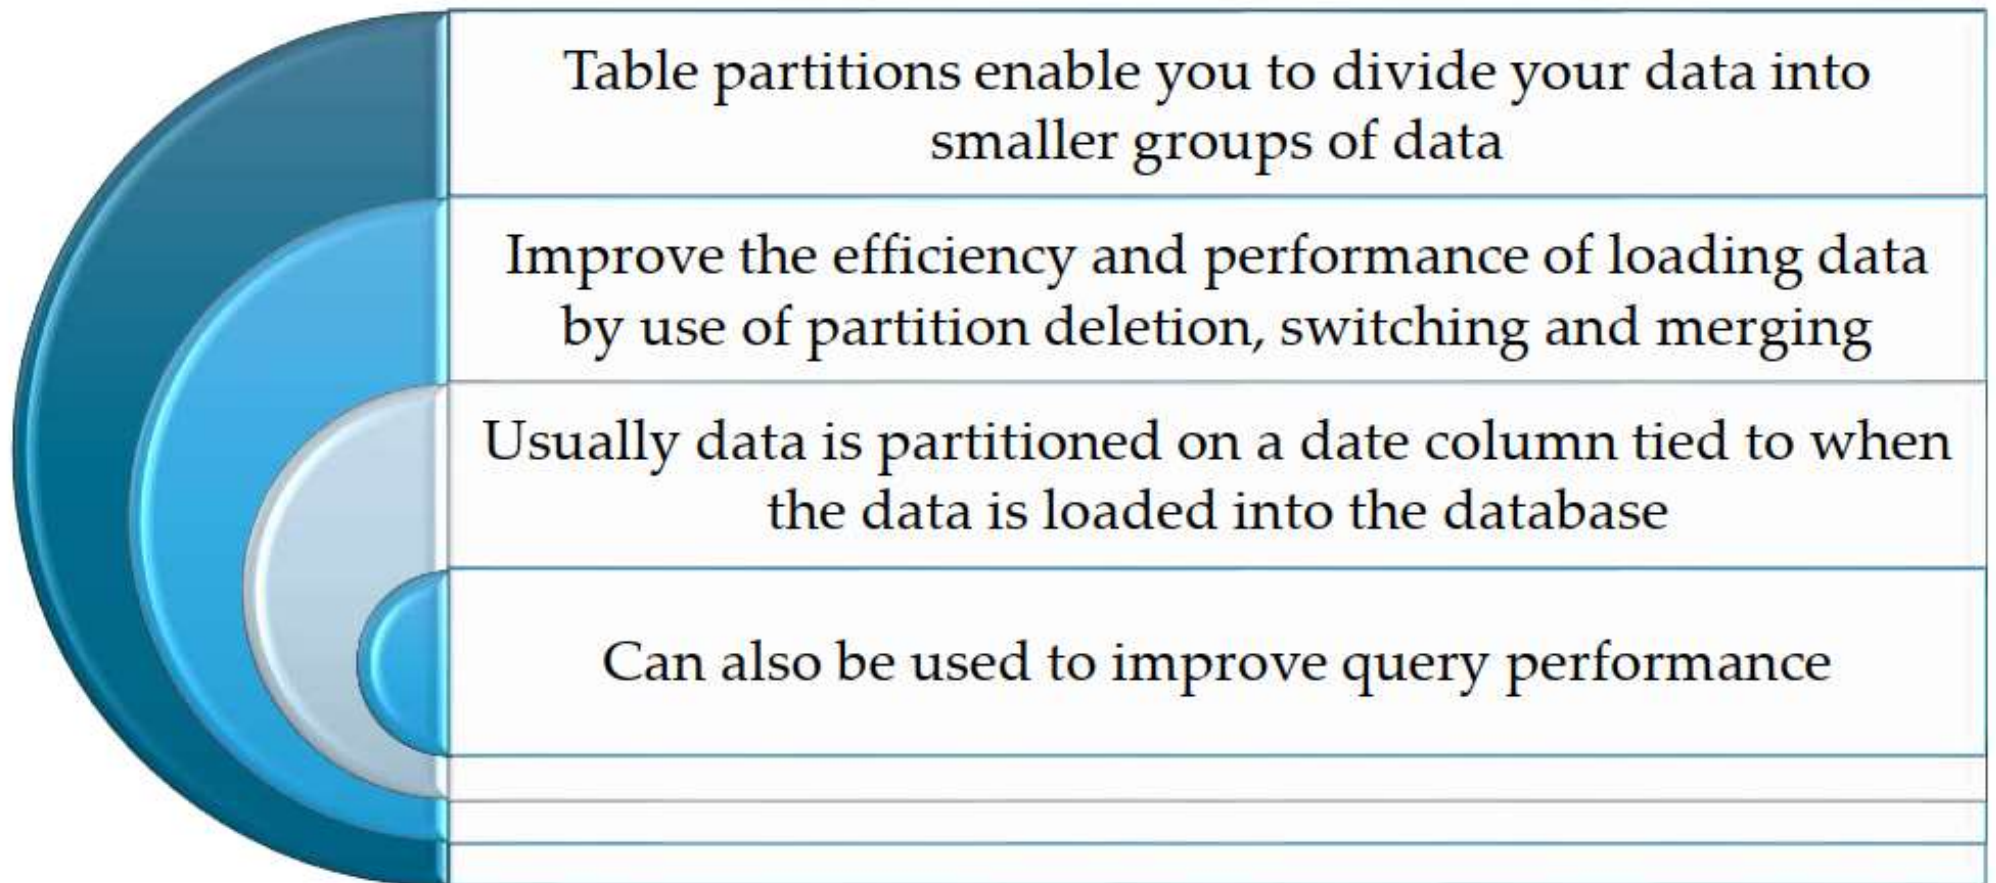 Table partitions enable you to divide your data into
smaller groups of data
Improve the efficiency and performance of loading data
by use of partition deletion, switching and merging
Usually data is partitioned on a date column tied to when
the data is loaded into the database
Can also be used to improve query performance